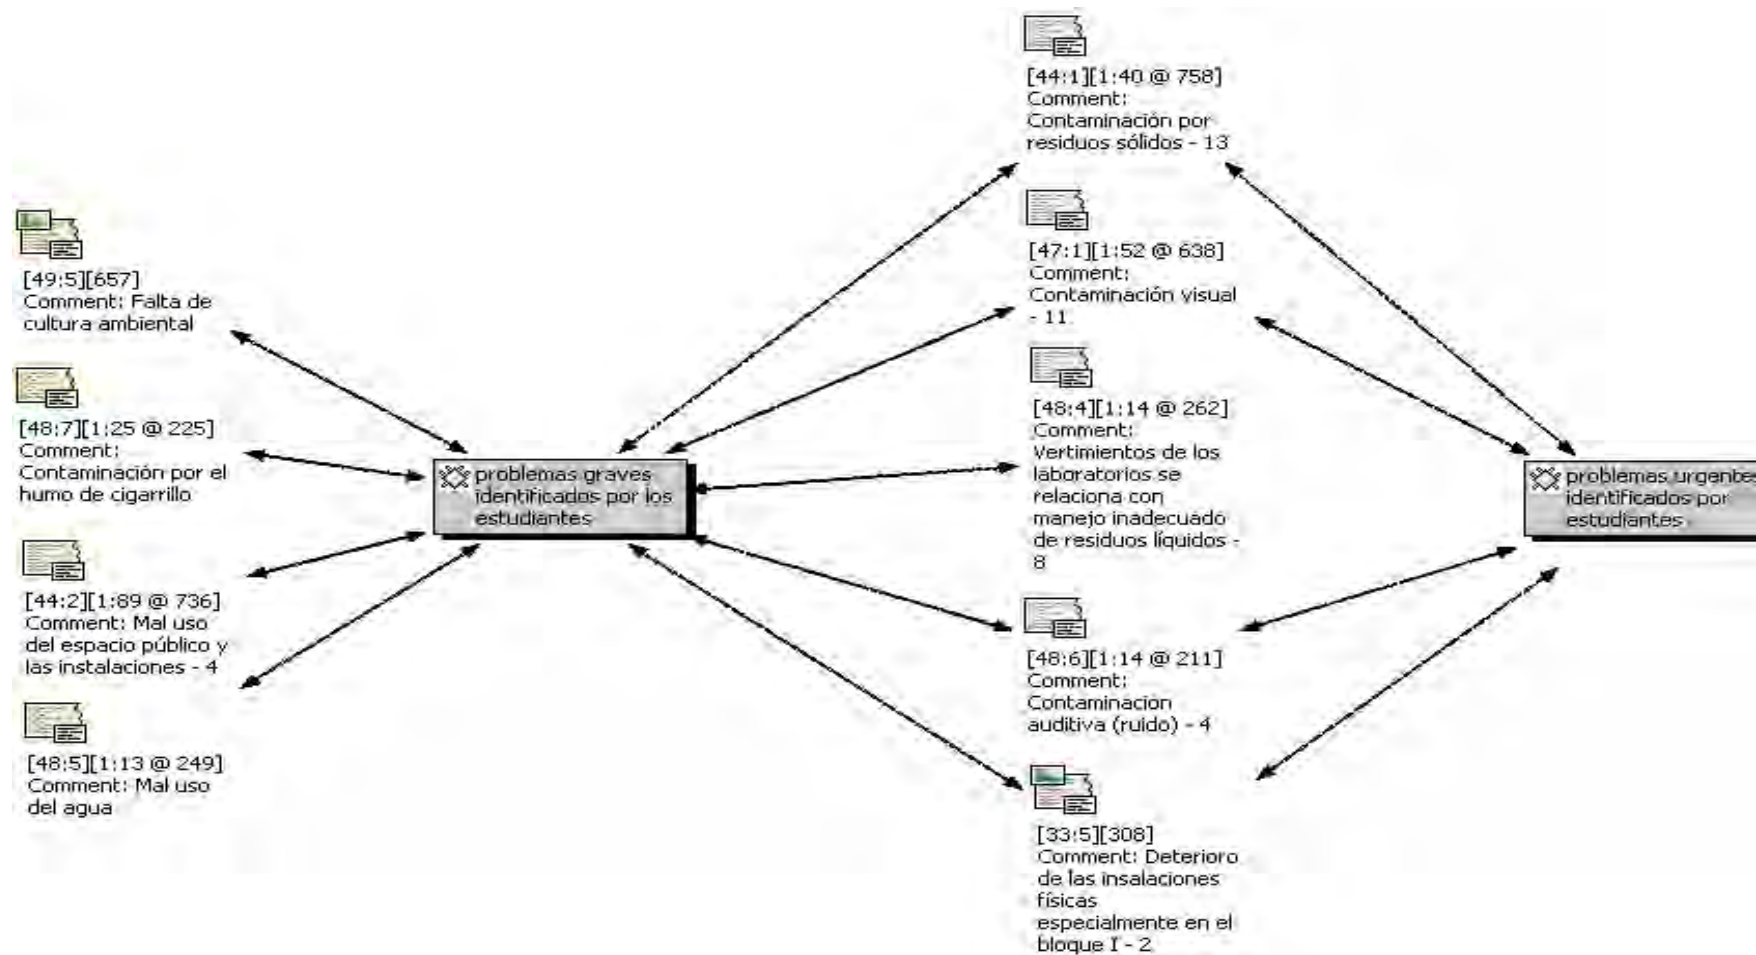 [49:5][657]
Comment: Falta de
cultura ambiental
[48:7][1:25 @ 225]
Comment:
Contaminación por el
humo de cigarrillo
[44:2][1:89 @ 736]
Comment: Mal uso
del espacio público y
las instalaciones - 4
[48:5][1:13 @ 249]
Comment: Mal uso
del agua
problemas graves
identificados por los
estudiantes
[44:1][1:40 @ 758]
Comment:
Contaminación por
residuos sólidos - 13
[47:1][1:52 @ 638]
Comment:
Contaminación visual
- 11
[48:4][1:14 @ 262]
Comment:
Vertimientos de los
laboratorios se
relaciona con
manejo inadecuado
de residuos líquidos -
8
[48:6][1:14 @ 211]
Comment:
Contaminación
auditiva (ruido) - 4
[33:5][308]
Comment: Deterioro
de las insalaciones
físicas
especialmente en el
bloque I - 2
problemas urgentes
identificados por
estudiantes